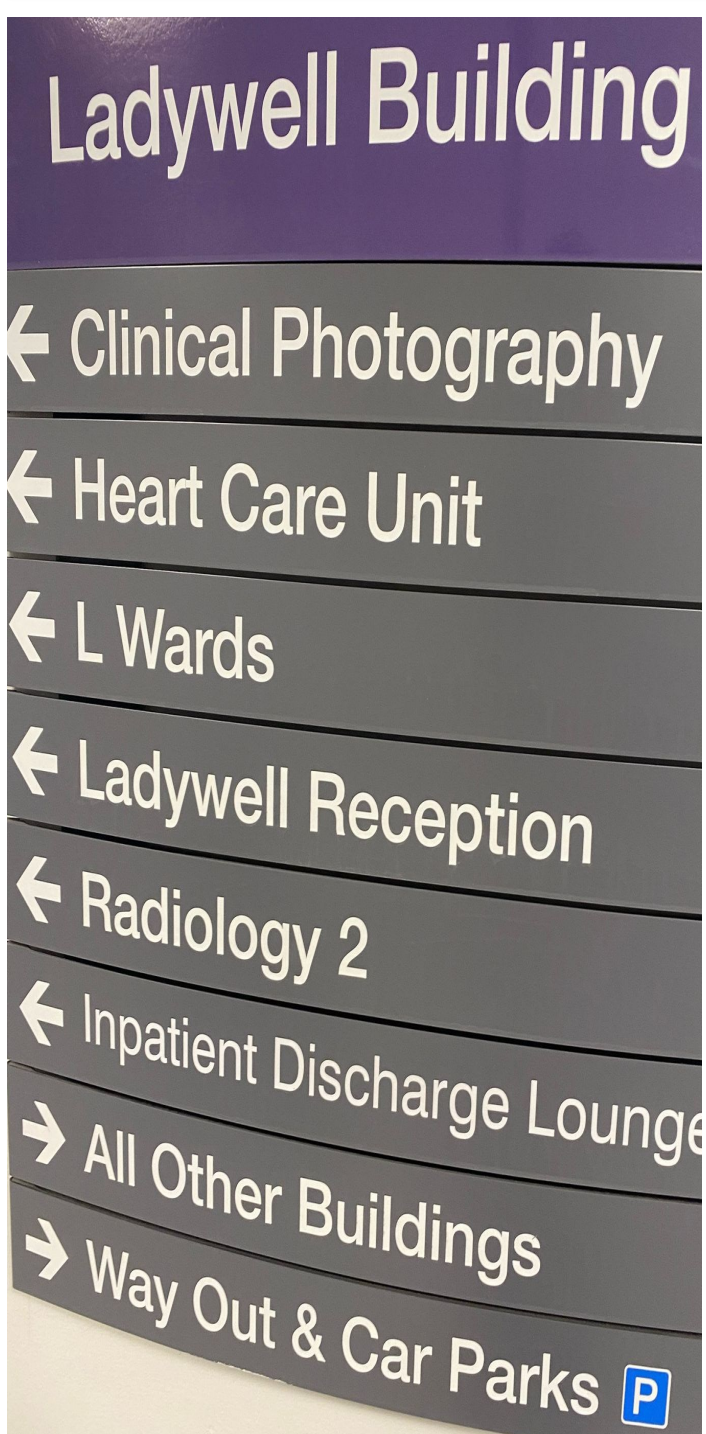 Ladywell Building
← Clinical Photography
← Heart Care Unit
← L Wards
← Ladywell Reception
← Radiology 2
← Inpatient Discharge Lounge
→ All Other Buildings
→ Way Out & Car Parks P